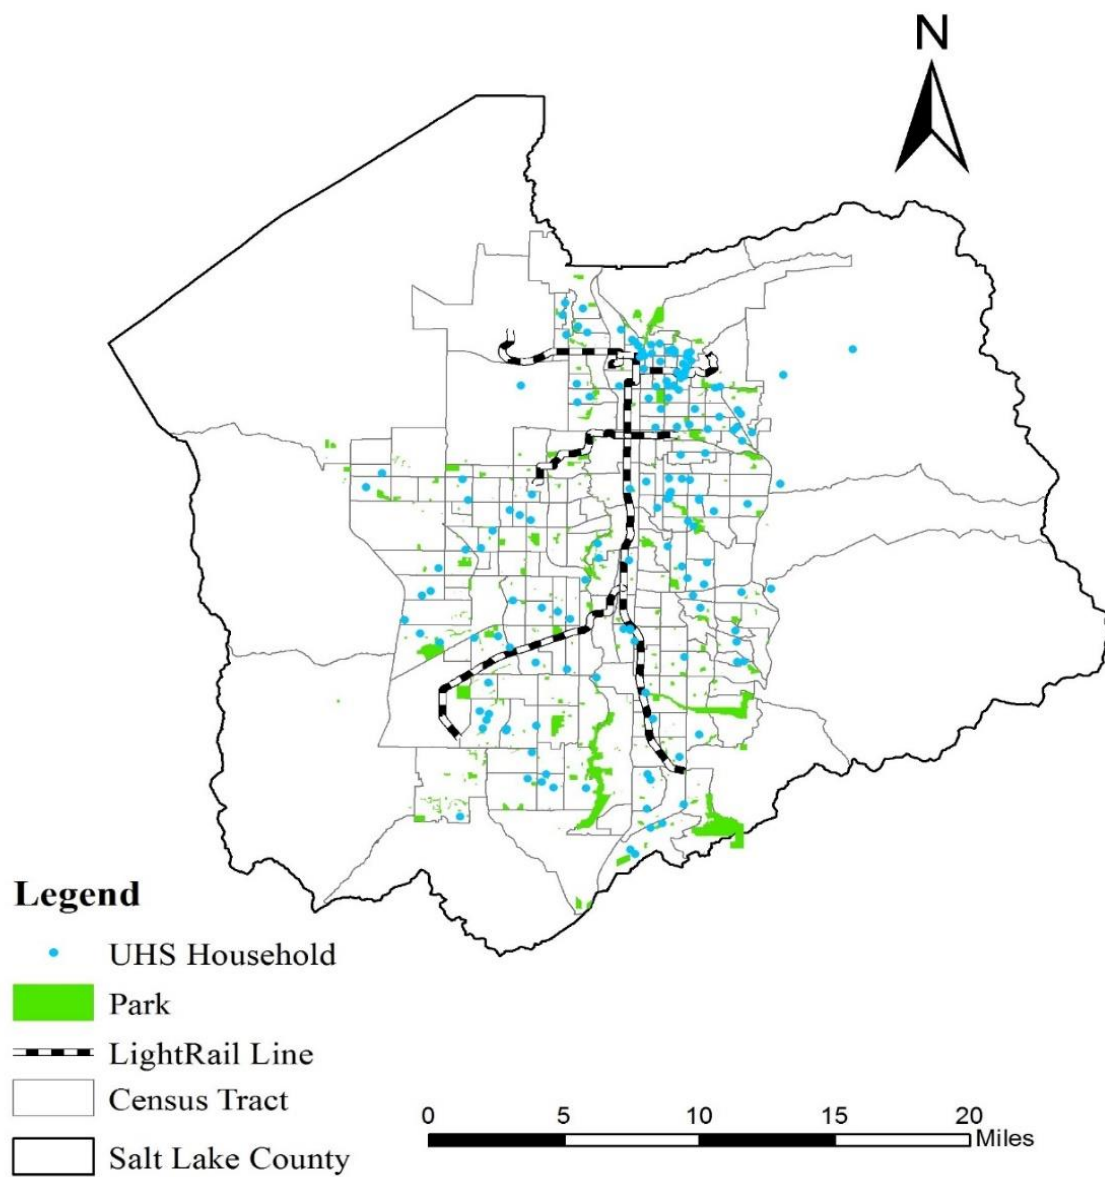 N
Legend
UHS Household
Park
LightRail Line
Census Tract
Salt Lake County
0 5 10 15 20
Miles